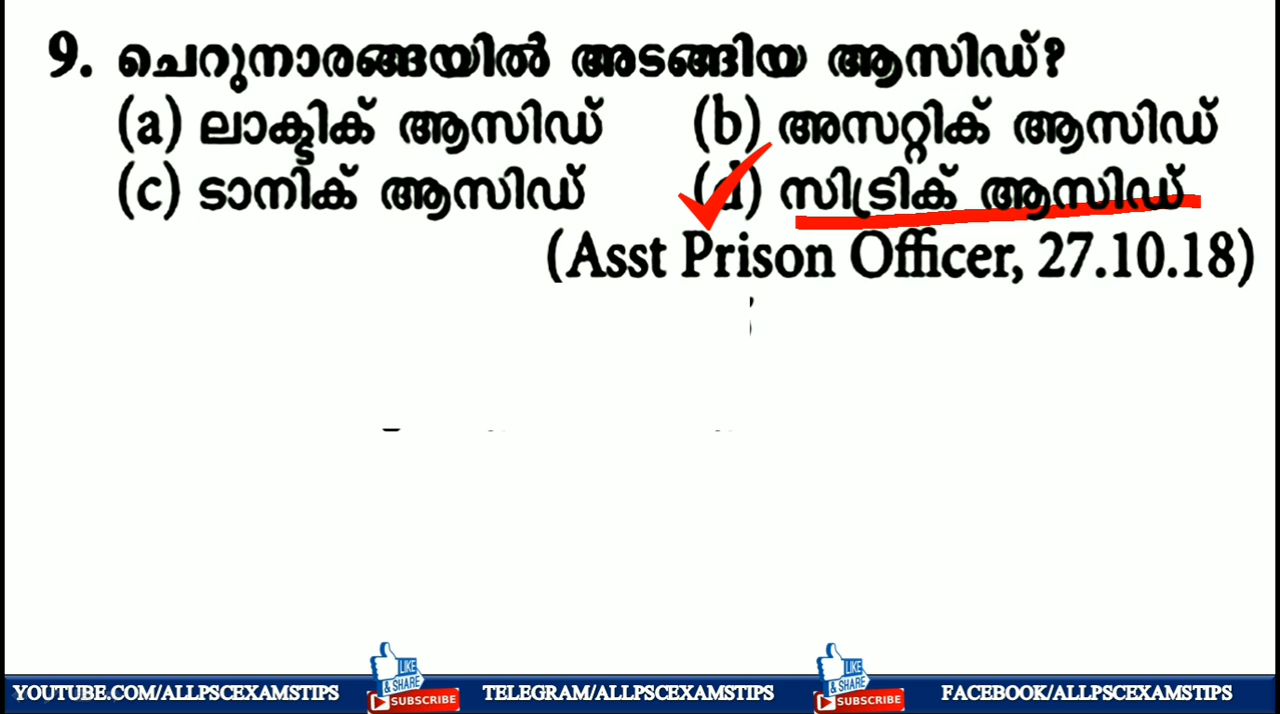 9. ചെറുനാരങ്ങയിൽ അടങ്ങിയ ആസിഡ്?
(a) ലാക്ടിക് ആസിഡ് (b) അസറ്റിക് ആസിഡ്
(c) ടാനിക് ആസിഡ് (d) സിട്രിക് ആസിഡ്
(Asst Prison Officer, 27.10.18)
LIKE & SHARE LIKE & SHARE
YOUTUBE.COM/ALLPSCEXAMSTIPS SUBSCRIBE TELEGRAM/ALLPSCEXAMSTIPS SUBSCRIBE FACEBOOK/ALLPSCEXAMSTIPS